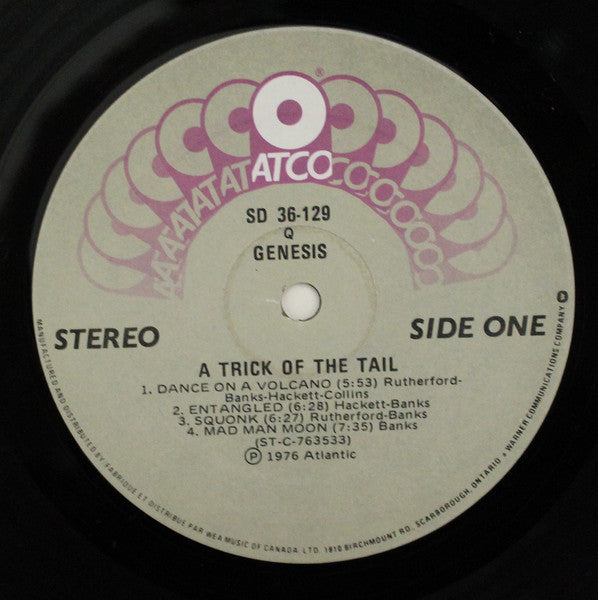 ®
ATATATATATCOCOCOCOCO
SD 36-129
Q
GENESIS
STEREO
SIDE ONE
A TRICK OF THE TAIL
1. DANCE ON A VOLCANO (5:53) Rutherford-
Banks-Hackett-Collins
2. ENTANGLED (6:28) Hackett-Banks
3. SQUONK (6:27) Rutherford-Banks
4. MAD MAN MOON (7:35) Banks
(ST-C-763533)
℗ 1976 Atlantic
MANUFACTURED AND DISTRIBUTED BY/FABRIQUE ET DISTRIBUE PAR WEA MUSIC OF CANADA, LTD. 1810 BIRCHMOUNT RD. SCARBOROUGH, ONTARIO • WARNER COMMUNICATIONS COMPANY